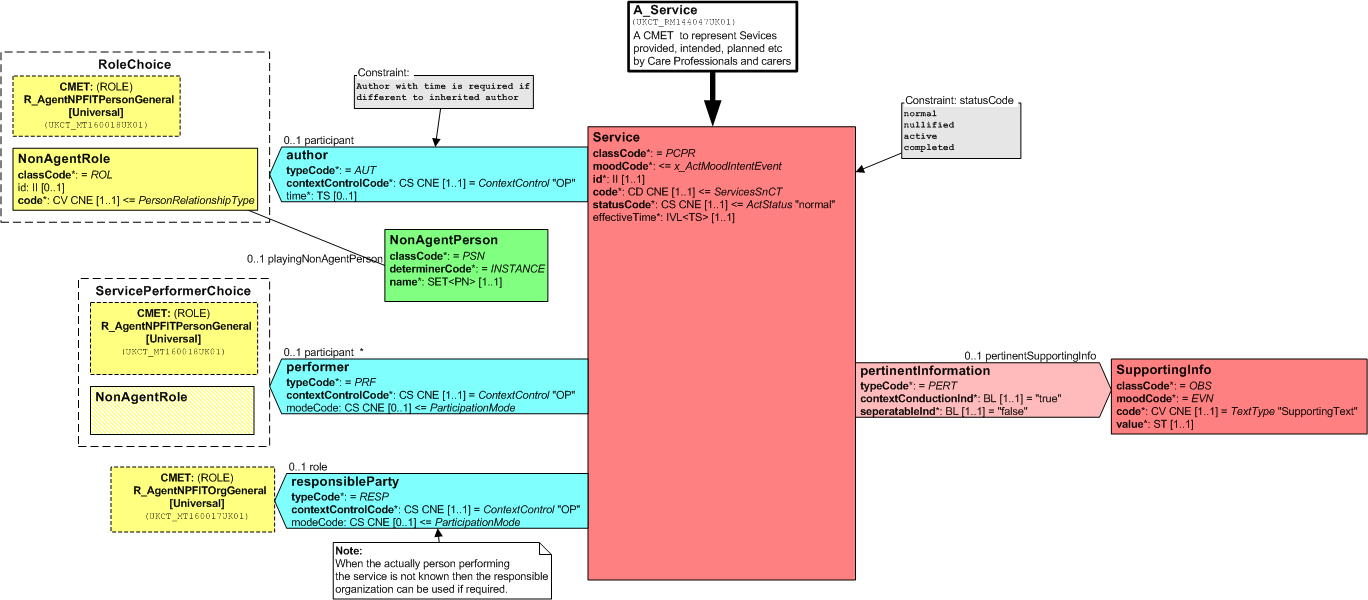 A_Service
(UKCT_RM144047UK01)
A CMET to represent Sevices
provided, intended, planned etc
by Care Professionals and carers
RoleChoice
CMET: (ROLE)
R_AgentNPFITPersonGeneral
[Universal]
(UKCT_MT160018UK01)
NonAgentRole
classCode*: = ROL
id: II [0..1]
code*: CV CNE [1..1] <= PersonRelationshipType
Constraint:
Author with time is required if
different to inherited author
0..1 participant
author
typeCode*: = AUT
contextControlCode*: CS CNE [1..1] = ContextControl "OP"
time*: TS [0..1]
Service
classCode*: = PCPR
moodCode*: <= x_ActMoodIntentEvent
id*: II [1..1]
code*: CD CNE [1..1] <= ServicesSnCT
statusCode*: CS CNE [1..1] <= ActStatus "normal"
effectiveTime*: IVL<TS> [1..1]
Constraint: statusCode
normal
nullified
active
completed
0..1 playingNonAgentPerson
NonAgentPerson
classCode*: = PSN
determinerCode*: = INSTANCE
name*: SET<PN> [1..1]
ServicePerformerChoice
CMET: (ROLE)
R_AgentNPFITPersonGeneral
[Universal]
(UKCT_MT160018UK01)
NonAgentRole
0..1 participant *
performer
typeCode*: = PRF
contextControlCode*: CS CNE [1..1] = ContextControl "OP"
modeCode: CS CNE [0..1] <= ParticipationMode
0..1 pertinentSupportingInfo
pertinentInformation
typeCode*: = PERT
contextConductionInd*: BL [1..1] = "true"
seperatableInd*: BL [1..1] = "false"
SupportingInfo
classCode*: = OBS
moodCode*: = EVN
code*: CV CNE [1..1] = TextType "SupportingText"
value*: ST [1..1]
CMET: (ROLE)
R_AgentNPFITOrgGeneral
[Universal]
(UKCT_MT160017UK01)
0..1 role
responsibleParty
typeCode*: = RESP
contextControlCode*: CS CNE [1..1] = ContextControl "OP"
modeCode: CS CNE [0..1] <= ParticipationMode
Note:
When the actually person performing
the service is not known then the responsible
organization can be used if required.